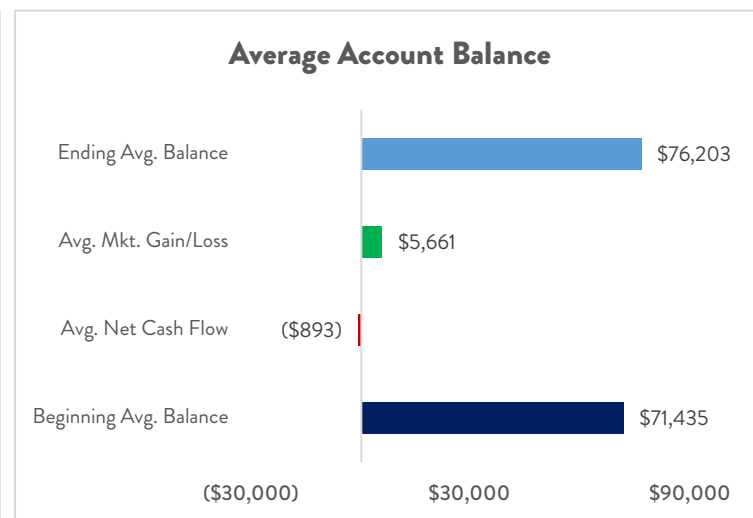 Average Account Balance
Ending Avg. Balance $76,203
Avg. Mkt. Gain/Loss $5,661
Avg. Net Cash Flow ($893)
Beginning Avg. Balance $71,435
($30,000) $30,000 $90,000